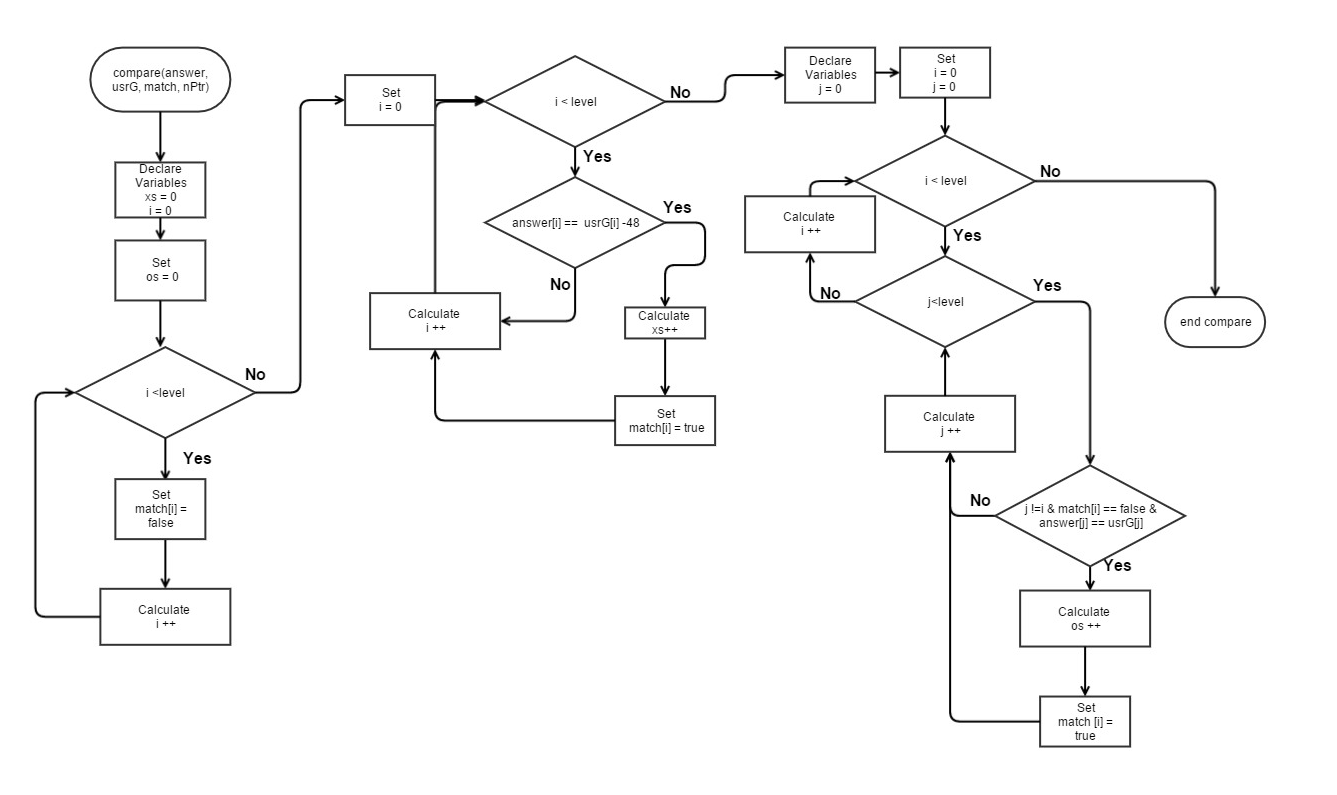 compare(answer,
usrG, match, nPtr)
Declare
Variables
xs = 0
i = 0
Set
os = 0
i <level
No
Yes
Set
match[i] =
false
Calculate
i ++
Set
i = 0
i < level
No
Yes
answer[i] ==  usrG[i] -48
Yes
No
Calculate
i ++
Calculate
xs++
Set
match[i] = true
Declare
Variables
j = 0
Set
i = 0
j = 0
i < level
No
Yes
Calculate
i ++
j<level
No
Yes
end compare
Calculate
j ++
j !=i & match[i] == false &
answer[j] == usrG[j]
No
Yes
Calculate
os ++
Set
match [i] =
true